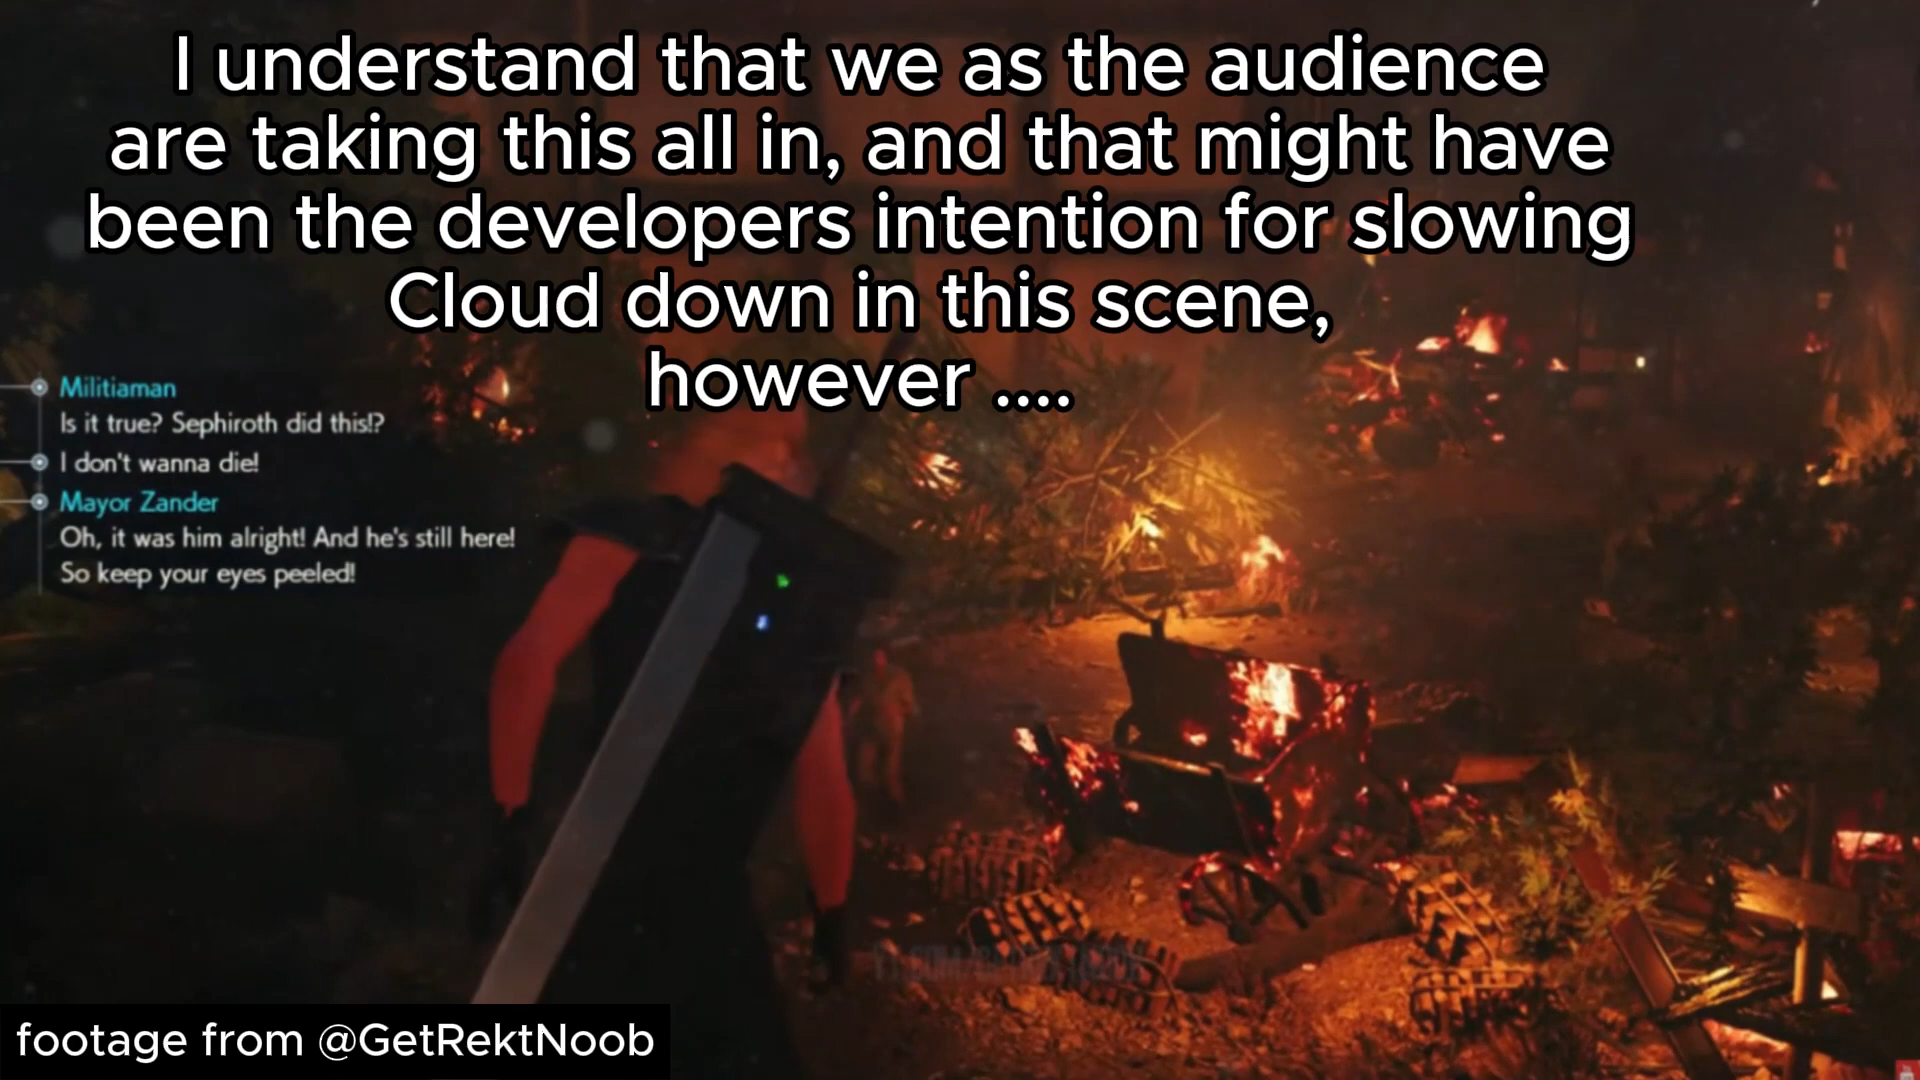 I understand that we as the audience
are taking this all in, and that might have
been the developers intention for slowing
Cloud down in this scene,
however ....
Militiaman
Is it true? Sephiroth did this!?
I don't wanna die!
Mayor Zander
Oh, it was him alright! And he's still here!
So keep your eyes peeled!
footage from @GetRektNoob